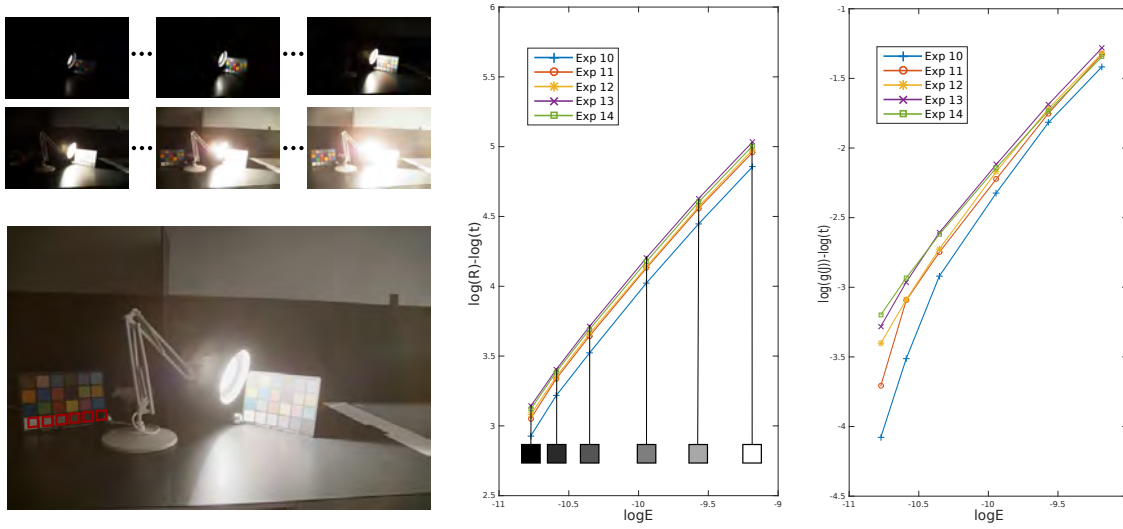 ... ...
... ...
6
5.5
5
4.5
4
3.5
3
2.5
-11
-10.5
-10
-9.5
-9
log(R)-log(t)
logE
Exp 10
Exp 11
Exp 12
Exp 13
Exp 14
-1
-1.5
-2
-2.5
-3
-3.5
-4
-4.5
-11
-10.5
-10
-9.5
log(g(J))-log(t)
logE
Exp 10
Exp 11
Exp 12
Exp 13
Exp 14